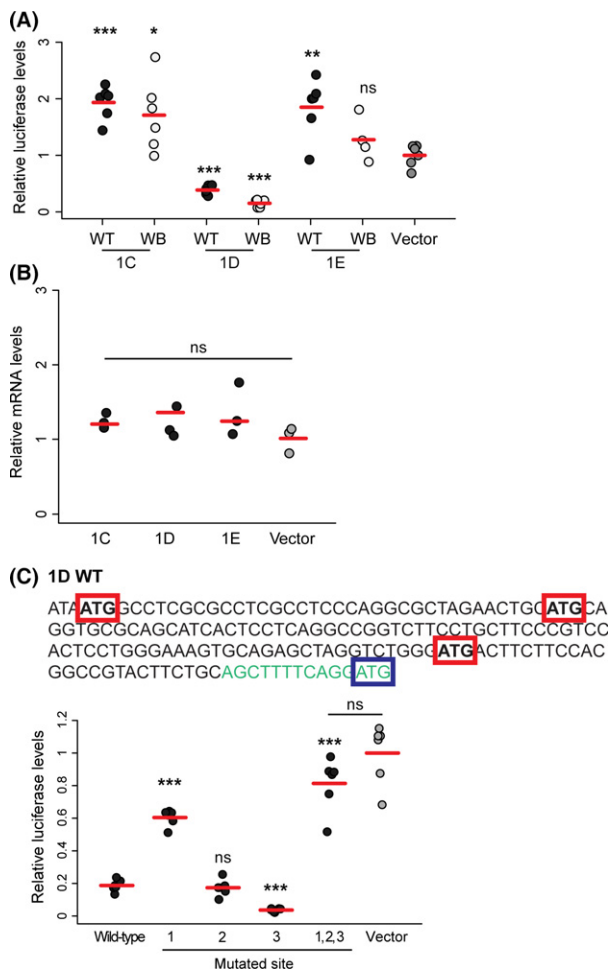 (A)
Relative luciferase levels
3
2
1
0
***
*
***
***
**
ns
WT WB WT WB WT WB Vector
1C 1D 1E
(B)
Relative mRNA levels
3
2
1
0
ns
1C 1D 1E Vector
(C) 1D WT
ATAATGGCCTCGCGCCTCGCCTCCCAGGCGCTAGAACTGCATGCA
GGTGCGCAGCATCACTCCTCAGGCCGGTCTTCCTGCTTCCCGTCC
ACTCCTGGGAAAGTGCAGAGCTAGGTCTGGGATGACTTCTTCCAC
GGCCGTACTTCTGCAGCTTTTCAGGATG
Relative luciferase levels
1.2
1
0.8
0.6
0.4
0.2
0
***
ns
***
***
ns
Wild-type 1 2 3 1,2,3 Vector
Mutated site